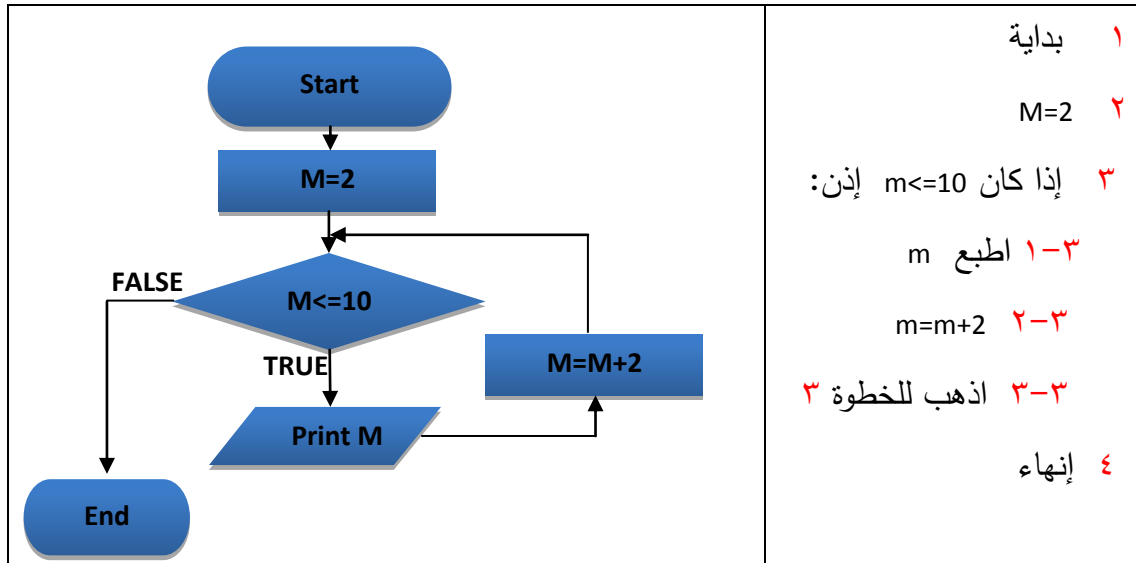 Start
M=2
M<=10
FALSE
TRUE
M=M+2
Print M
End
١ بداية
٢ M=2
٣ إذا كان m<=10 إذن:
٣-١ اطبع m
٣-٢ m=m+2
٣-٣ اذهب للخطوة ٣
٤ إنهاء